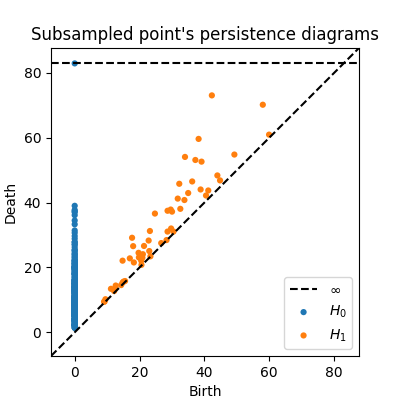 Subsampled point's persistence diagrams
80
60
40
20
0
Death
∞
H₀
H₁
0 20 40 60 80
Birth